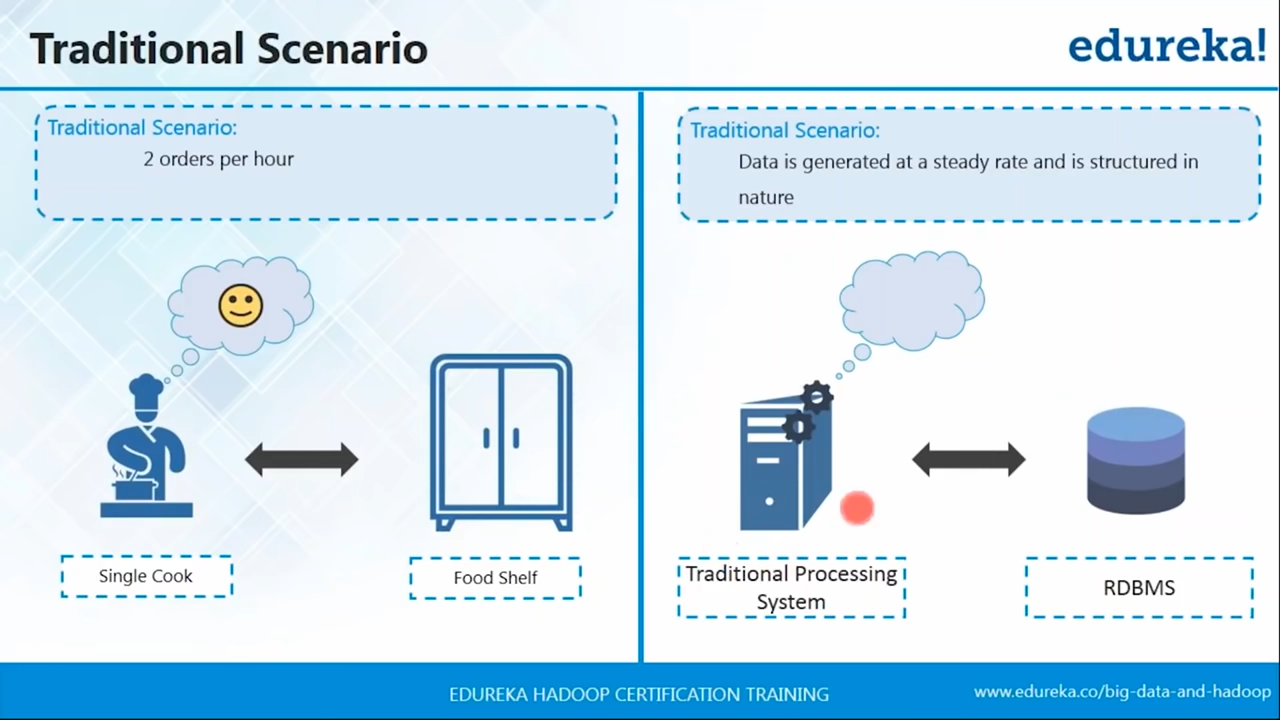 Traditional Scenario
edureka!
Traditional Scenario:
2 orders per hour
Traditional Scenario:
Data is generated at a steady rate and is structured in
nature
Single Cook
Food Shelf
Traditional Processing
System
RDBMS
EDUREKA HADOOP CERTIFICATION TRAINING
www.edureka.co/big-data-and-hadoop